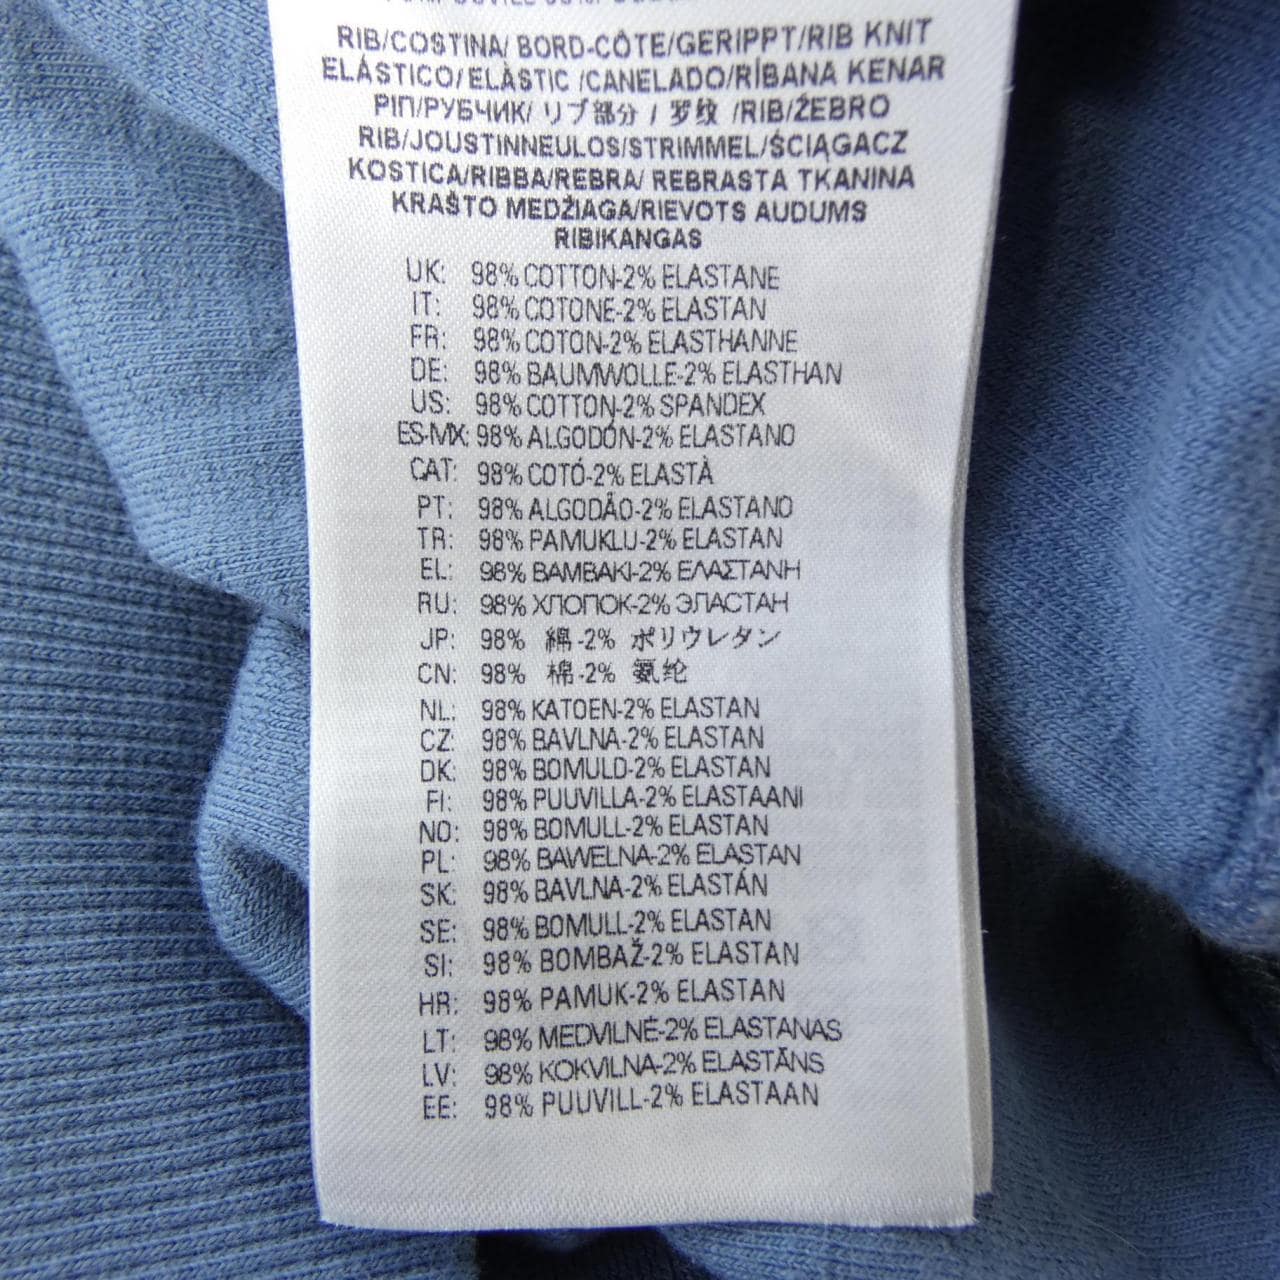 RIB/COSTINA/ BORD-CÔTE/GERIPPT/RIB KNIT
ELÁSTICO/ELÀSTIC /CANELADO/RİBANA KENAR
ΡΙΠ/РУБЧИК/ リブ部分 / 罗纹 /RIB/ŽEBRO
RIB/JOUSTINNEULOS/STRIMMEL/ŚCIĄGACZ
KOSTICA/RIBBA/REBRA/ REBRASTA TKANINA
KRAŠTO MEDŽIAGA/RIEVOTS AUDUMS
RIBIKANGAS
UK: 98% COTTON-2% ELASTANE
IT: 98% COTONE-2% ELASTAN
FR: 98% COTON-2% ELASTHANNE
DE: 98% BAUMWOLLE-2% ELASTHAN
US: 98% COTTON-2% SPANDEX
ES-MX: 98% ALGODÓN-2% ELASTANO
CAT: 98% COTÓ-2% ELASTÀ
PT: 98% ALGODÃO-2% ELASTANO
TR: 98% PAMUKLU-2% ELASTAN
EL: 98% ΒΑΜΒΑΚΙ-2% ΕΛΑΣΤΑΝΗ
RU: 98% ХЛОПОК-2% ЭЛАСТАН
JP: 98% 綿 -2% ポリウレタン
CN: 98% 棉 -2% 氨纶
NL: 98% KATOEN-2% ELASTAN
CZ: 98% BAVLNA-2% ELASTAN
DK: 98% BOMULD-2% ELASTAN
FI: 98% PUUVILLA-2% ELASTAANI
NO: 98% BOMULL-2% ELASTAN
PL: 98% BAWEŁNA-2% ELASTAN
SK: 98% BAVLNA-2% ELASTÁN
SE: 98% BOMULL-2% ELASTAN
SI: 98% BOMBAŽ-2% ELASTAN
HR: 98% PAMUK-2% ELASTAN
LT: 98% MEDVILNĖ-2% ELASTANAS
LV: 98% KOKVILNA-2% ELASTĀNS
EE: 98% PUUVILL-2% ELASTAAN